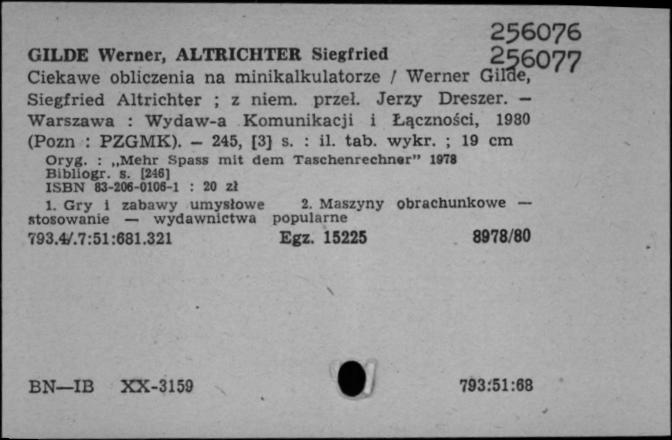 256076
GILDE Werner, ALTRICHTER Siegfried 256077
Ciekawe obliczenia na minikalkulatorze / Werner Gilde,
Siegfried Altrichter ; z niem. przeł. Jerzy Dreszer. —
Warszawa : Wydaw-a Komunikacji i Łączności, 1980
(Pozn : PZGMK). — 245, [3] s. : il. tab. wykr. ; 19 cm
Oryg. : „Mehr Spass mit dem Taschenrechner” 1978
Bibliogr. s. [246]
ISBN 83-206-0106-1 : 20 zł
1. Gry i zabawy umysłowe 2. Maszyny obrachunkowe —
stosowanie — wydawnictwa popularne
793.4/.7:51:681.321 Egz. 15225 8978/80
BN—IB XX-3159 793:51:68